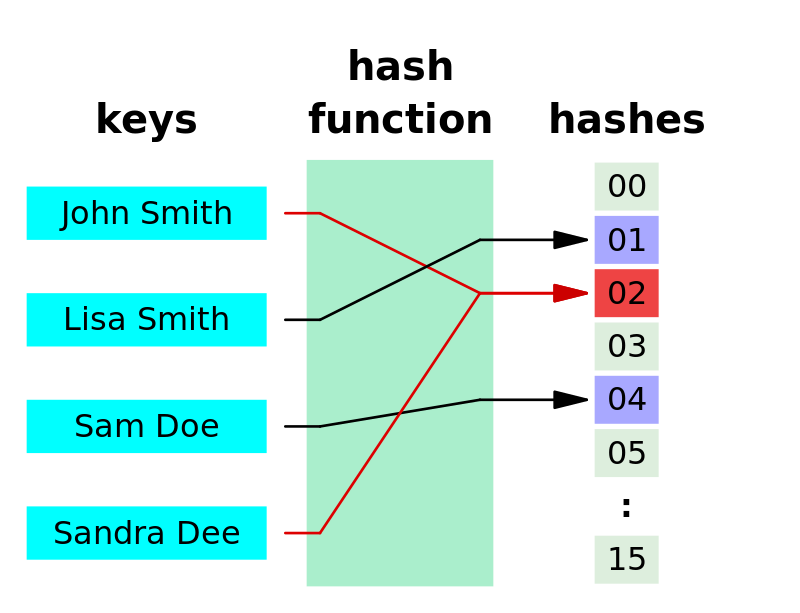 keys
hash
function
hashes
John Smith
Lisa Smith
Sam Doe
Sandra Dee
00
01
02
03
04
05
:
15